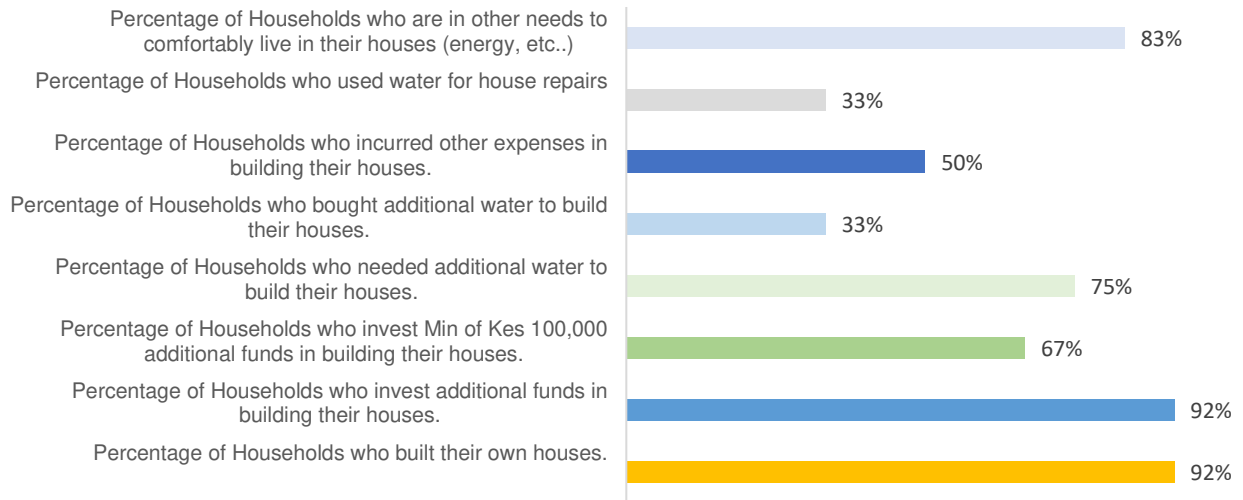 Percentage of Households who are in other needs to
comfortably live in their houses (energy, etc..)
83%
Percentage of Households who used water for house repairs
33%
Percentage of Households who incurred other expenses in
building their houses.
50%
Percentage of Households who bought additional water to build
their houses.
33%
Percentage of Households who needed additional water to
build their houses.
75%
Percentage of Households who invest Min of Kes 100,000
additional funds in building their houses.
67%
Percentage of Households who invest additional funds in
building their houses.
92%
Percentage of Households who built their own houses.
92%